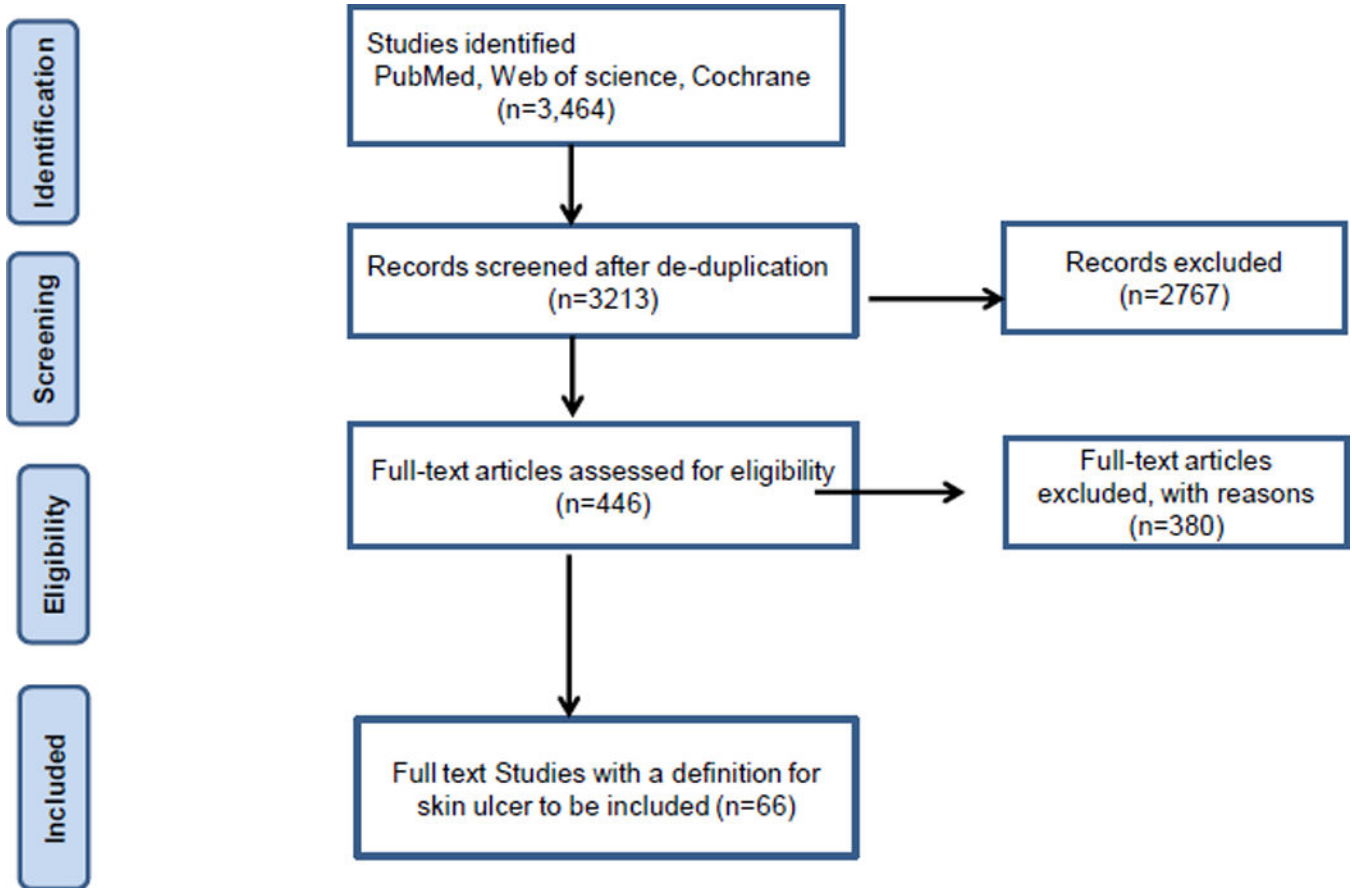 Identification
Studies identified
PubMed, Web of science, Cochrane
(n=3,464)
Screening
Records screened after de-duplication
(n=3213)
Records excluded
(n=2767)
Eligibility
Full-text articles assessed for eligibility
(n=446)
Full-text articles
excluded, with reasons
(n=380)
Included
Full text Studies with a definition for
skin ulcer to be included (n=66)